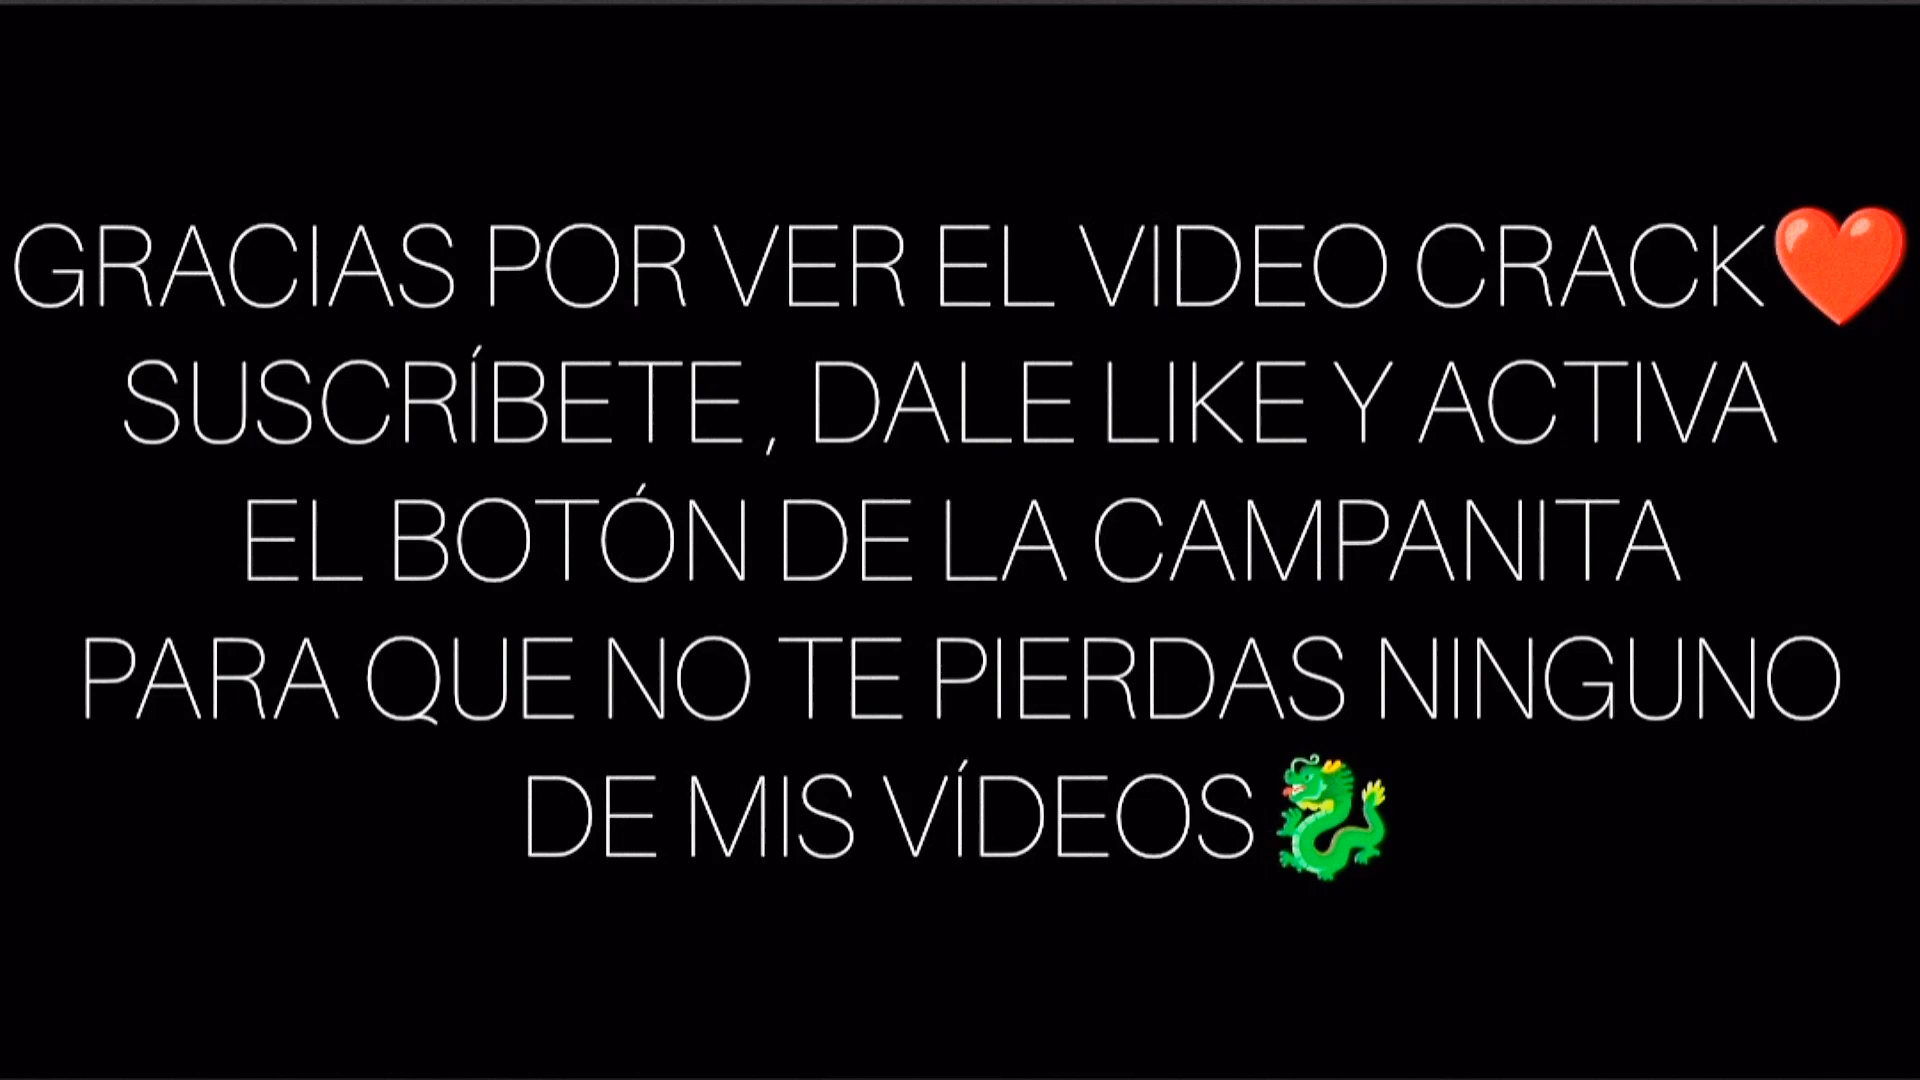 GRACIAS POR VER EL VIDEO CRACK❤️
SUSCRÍBETE , DALE LIKE Y ACTIVA
EL BOTÓN DE LA CAMPANITA
PARA QUE NO TE PIERDAS NINGUNO
DE MIS VÍDEOS🐉